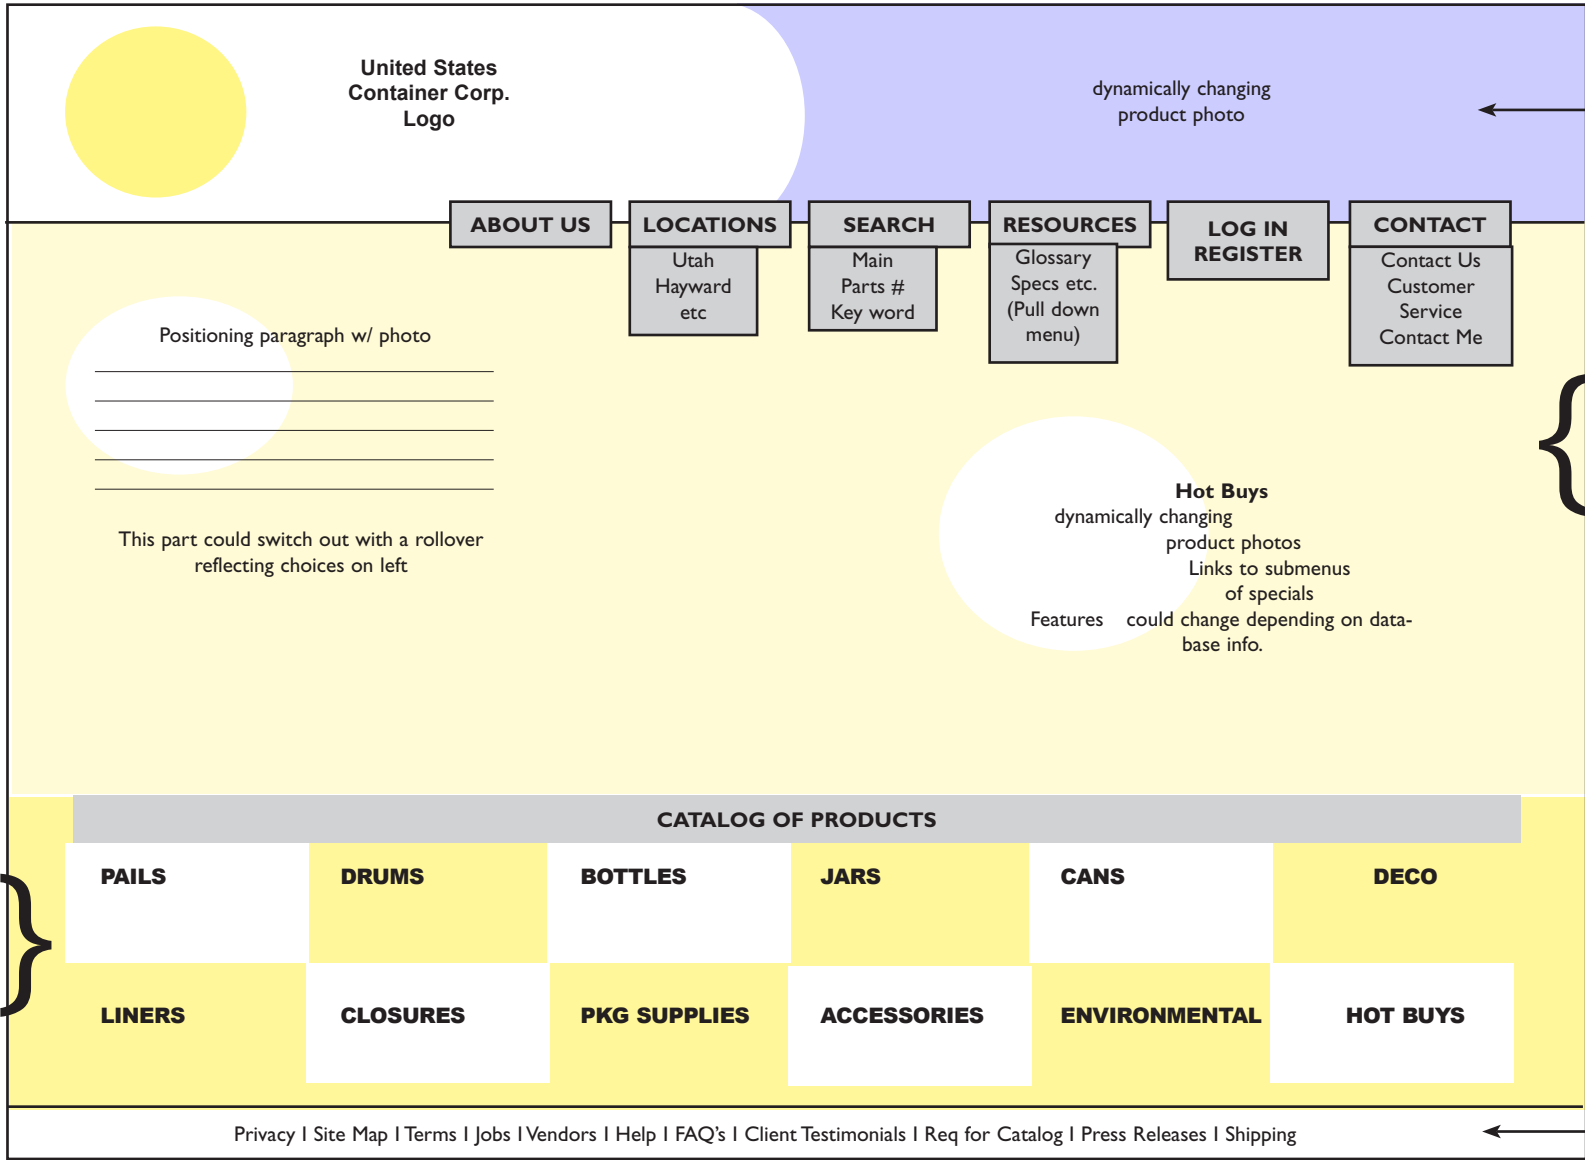 United States
Container Corp.
Logo
dynamically changing
product photo
ABOUT US
LOCATIONS
Utah
Hayward
etc
SEARCH
Main
Parts #
Key word
RESOURCES
Glossary
Specs etc.
(Pull down
menu)
LOG IN
REGISTER
CONTACT
Contact Us
Customer
Service
Contact Me
Positioning paragraph w/ photo
This part could switch out with a rollover
reflecting choices on left
Hot Buys
dynamically changing
product photos
Links to submenus
of specials
Features could change depending on data-
base info.
CATALOG OF PRODUCTS
PAILS
DRUMS
BOTTLES
JARS
CANS
DECO
LINERS
CLOSURES
PKG SUPPLIES
ACCESSORIES
ENVIRONMENTAL
HOT BUYS
Privacy I Site Map I Terms I Jobs I Vendors I Help I FAQ's I Client Testimonials I Req for Catalog I Press Releases I Shipping